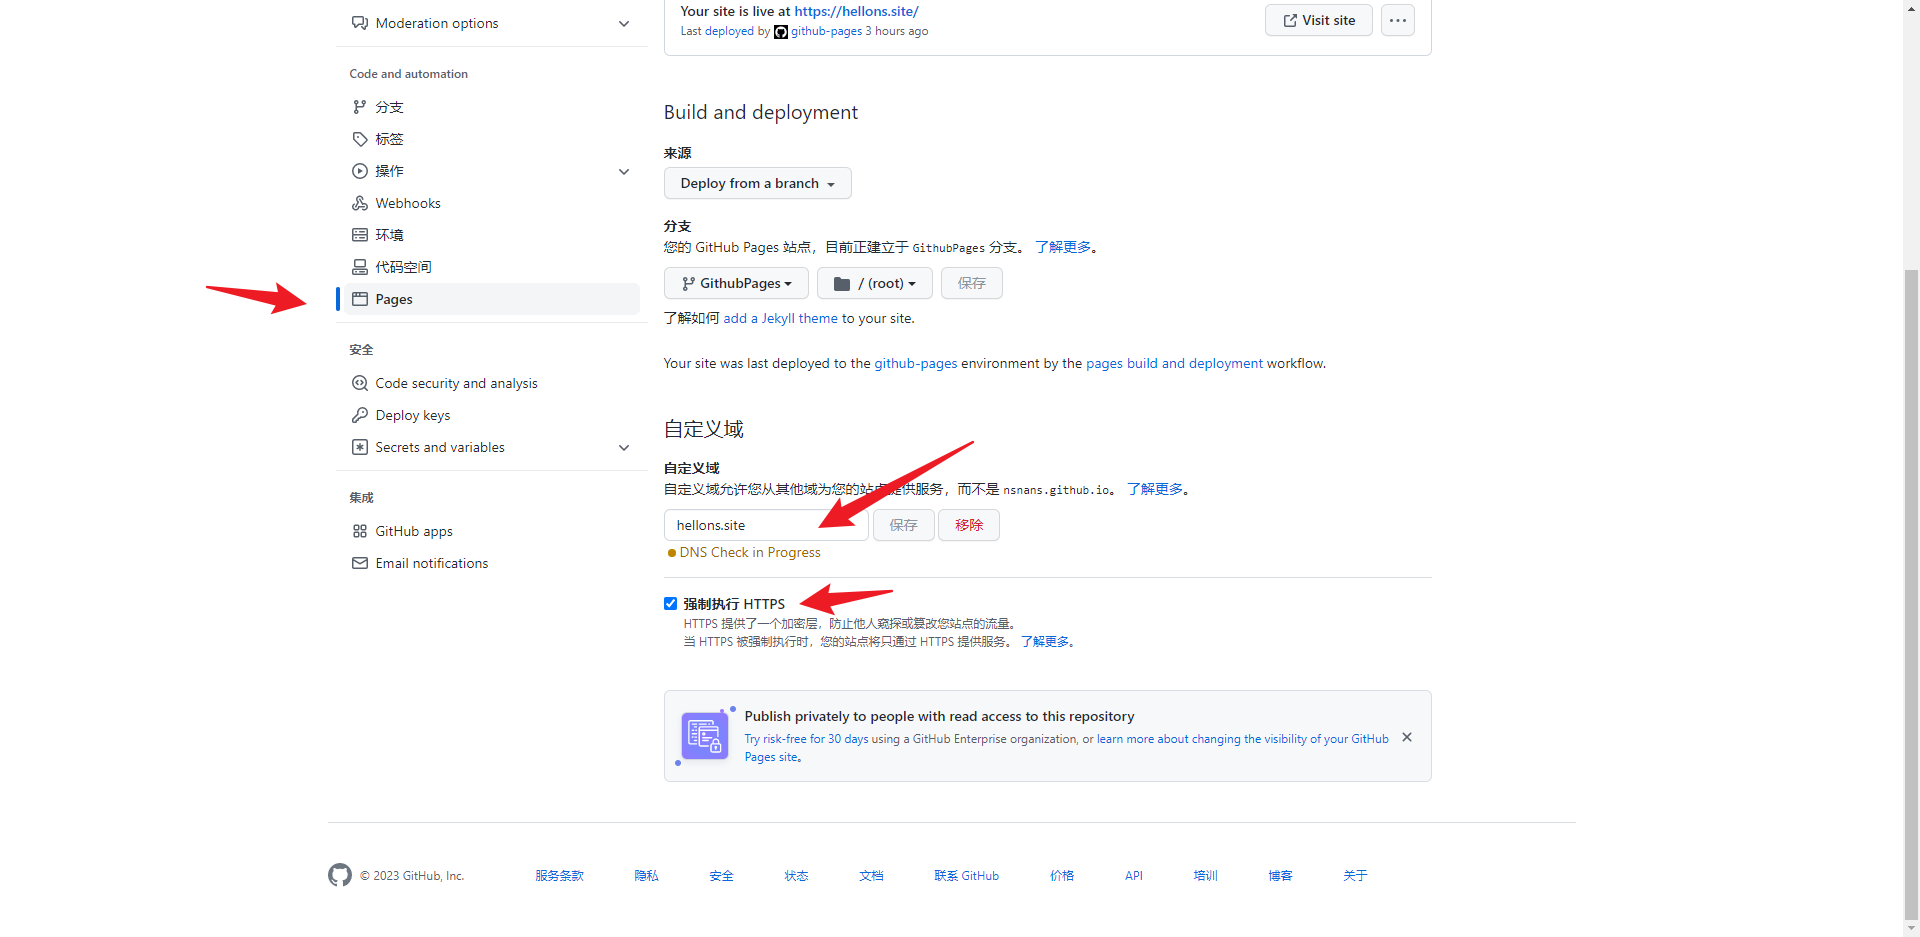 Moderation options
Code and automation
分支
标签
操作
Webhooks
环境
代码空间
Pages
安全
Code security and analysis
Deploy keys
Secrets and variables
集成
GitHub apps
Email notifications
Your site is live at https://hellons.site/
Last deployed by github-pages 3 hours ago
Visit site
Build and deployment
来源
Deploy from a branch
分支
您的 GitHub Pages 站点，目前正建立于 GithubPages 分支。 了解更多。
GithubPages / (root) 保存
了解如何 add a Jekyll theme to your site.
Your site was last deployed to the github-pages environment by the pages build and deployment workflow.
自定义域
自定义域
自定义域允许您从其他域为您的站点提供服务，而不是 nsnans.github.io。 了解更多。
hellons.site 保存 移除
DNS Check in Progress
强制执行 HTTPS
HTTPS 提供了一个加密层，防止他人窥探或篡改您站点的流量。
当 HTTPS 被强制执行时，您的站点将只通过 HTTPS 提供服务。 了解更多。
Publish privately to people with read access to this repository
Try risk-free for 30 days using a GitHub Enterprise organization, or learn more about changing the visibility of your GitHub
Pages site。
© 2023 GitHub, Inc. 服务条款 隐私 安全 状态 文档 联系 GitHub 价格 API 培训 博客 关于